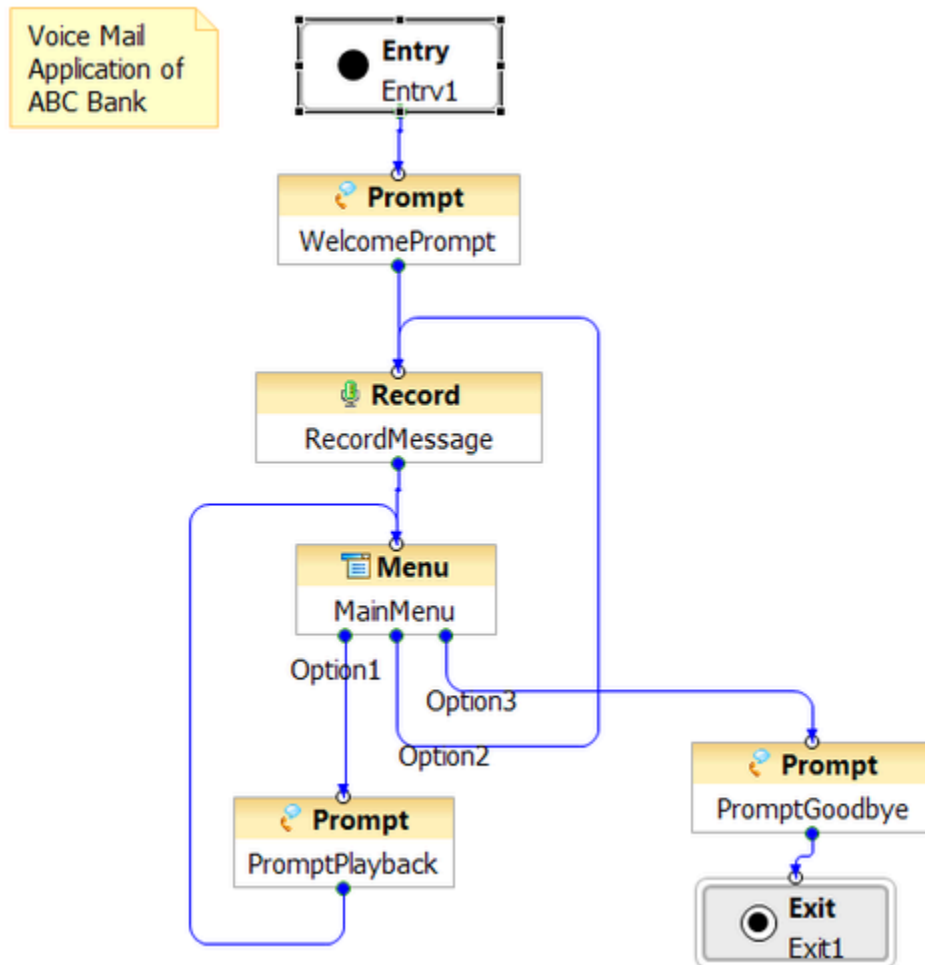 Voice Mail
Application of
ABC Bank
Entry
Entry1
Prompt
WelcomePrompt
Record
RecordMessage
Menu
MainMenu
Option1
Option3
Option2
Prompt
PromptGoodbye
Prompt
PromptPlayback
Exit
Exit1